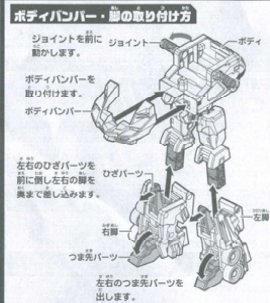 ボディバンパー・脚の取り付け方
ジョイントを前に
動かします。
ジョイント
ボディ
ボディバンパーを
取り付けます。
ボディバンパー
左右のひざパーツを
前に倒し左右の脚を
奥まで差し込みます。
ひざパーツ
右脚
左脚
つま先パーツ
左右のつま先パーツを
出します。